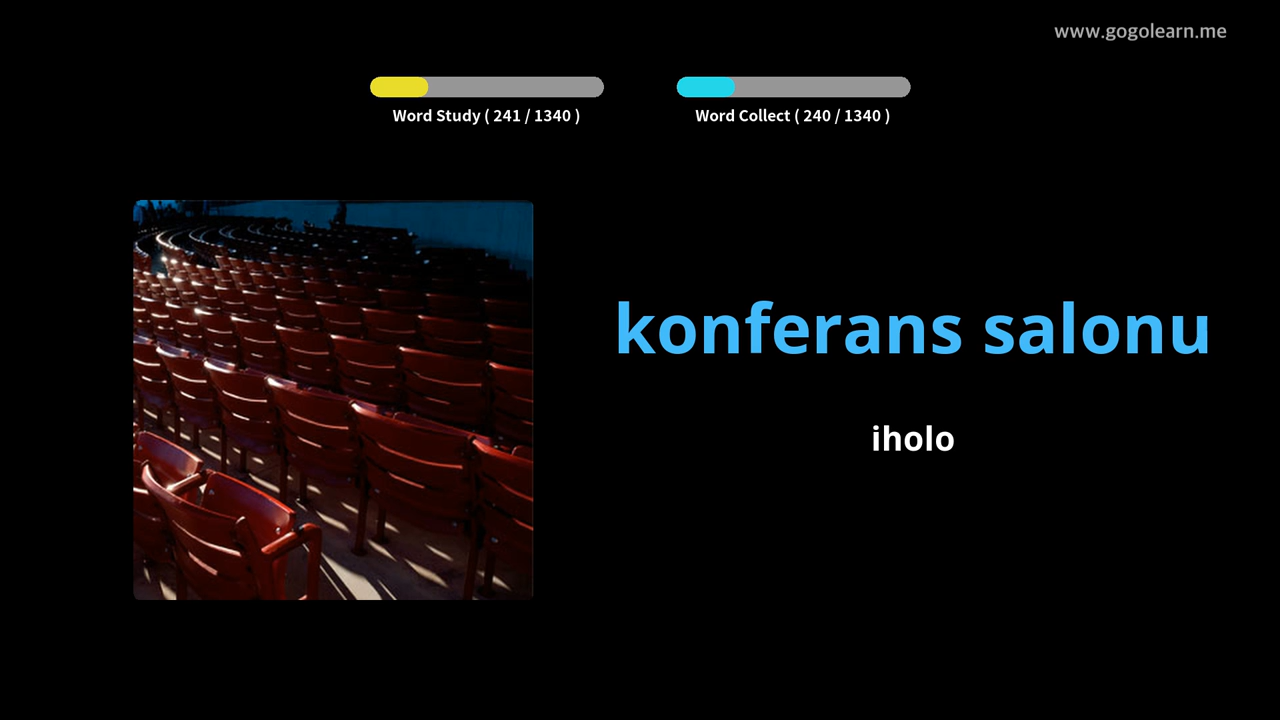 www.gogolearn.me
Word Study ( 241 / 1340 )
Word Collect ( 240 / 1340 )
konferans salonu
iholo